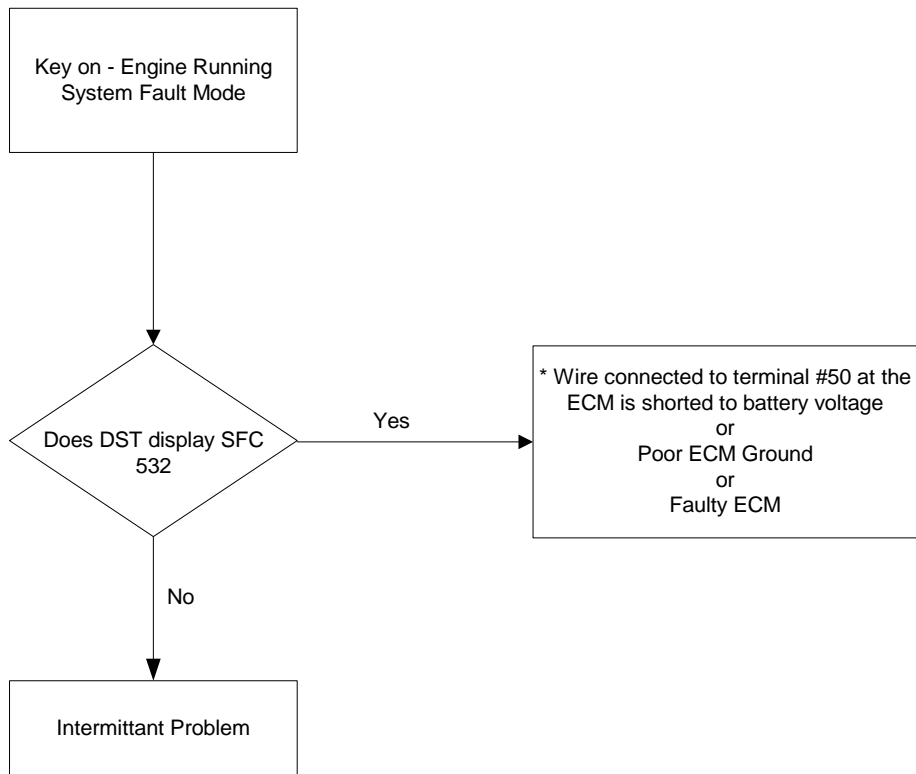 Key on - Engine Running
System Fault Mode
Does DST display SFC
532
Yes
* Wire connected to terminal #50 at the
ECM is shorted to battery voltage
or
Poor ECM Ground
or
Faulty ECM
No
Intermittant Problem